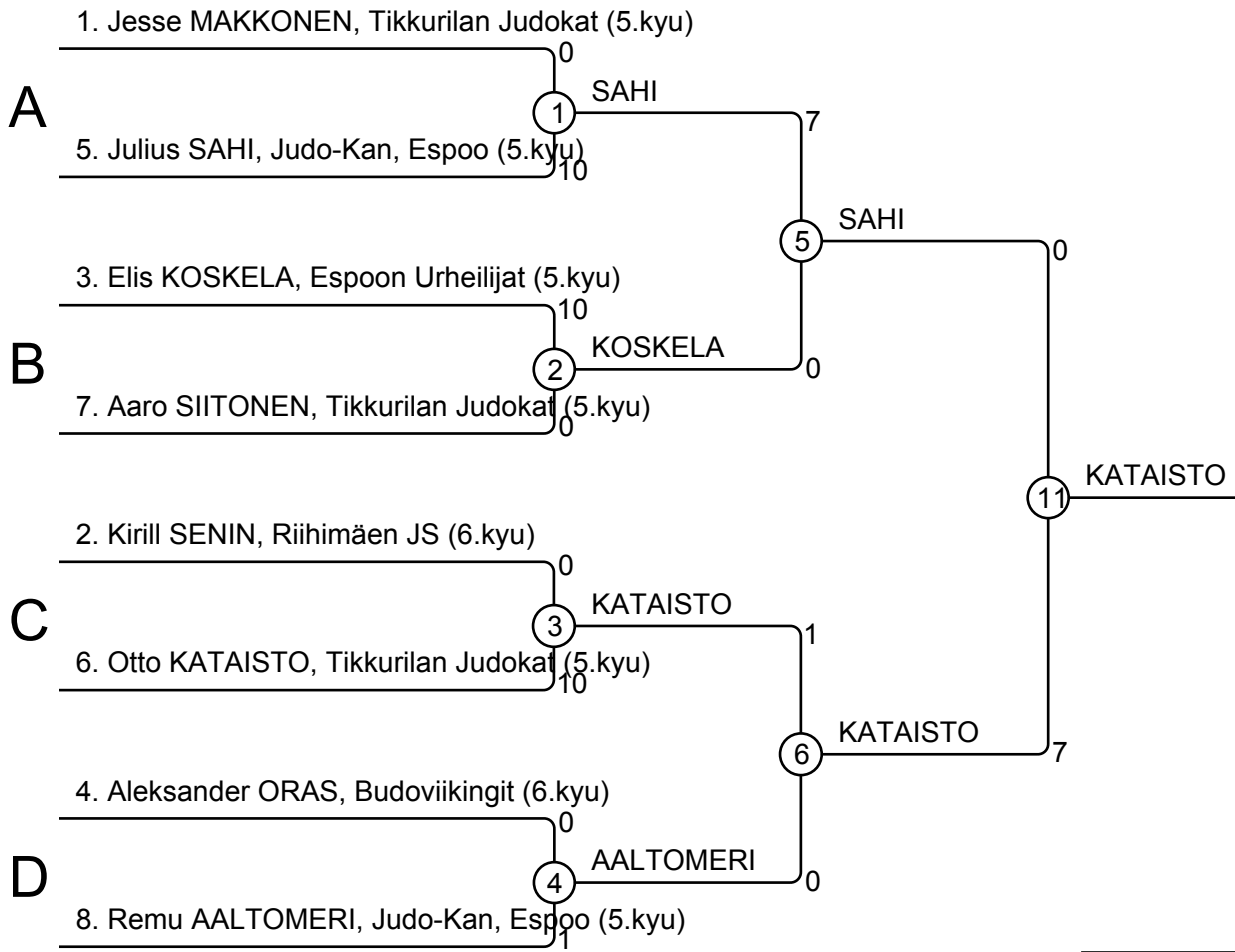 1. Jesse MAKKONEN, Tikkurilan Judokat (5.kyu)
0
A
1
SAHI
7
5. Julius SAHI, Judo-Kan, Espoo (5.kyu)
10
5
SAHI
0
3. Elis KOSKELA, Espoon Urheilijat (5.kyu)
10
B
2
KOSKELA
0
7. Aaro SIITONEN, Tikkurilan Judokat (5.kyu)
0
11
KATAISTO
2. Kirill SENIN, Riihimäen JS (6.kyu)
0
C
3
KATAISTO
1
6. Otto KATAISTO, Tikkurilan Judokat (5.kyu)
10
6
KATAISTO
7
4. Aleksander ORAS, Budoviikingit (6.kyu)
0
D
4
AALTOMERI
0
8. Remu AALTOMERI, Judo-Kan, Espoo (5.kyu)
1